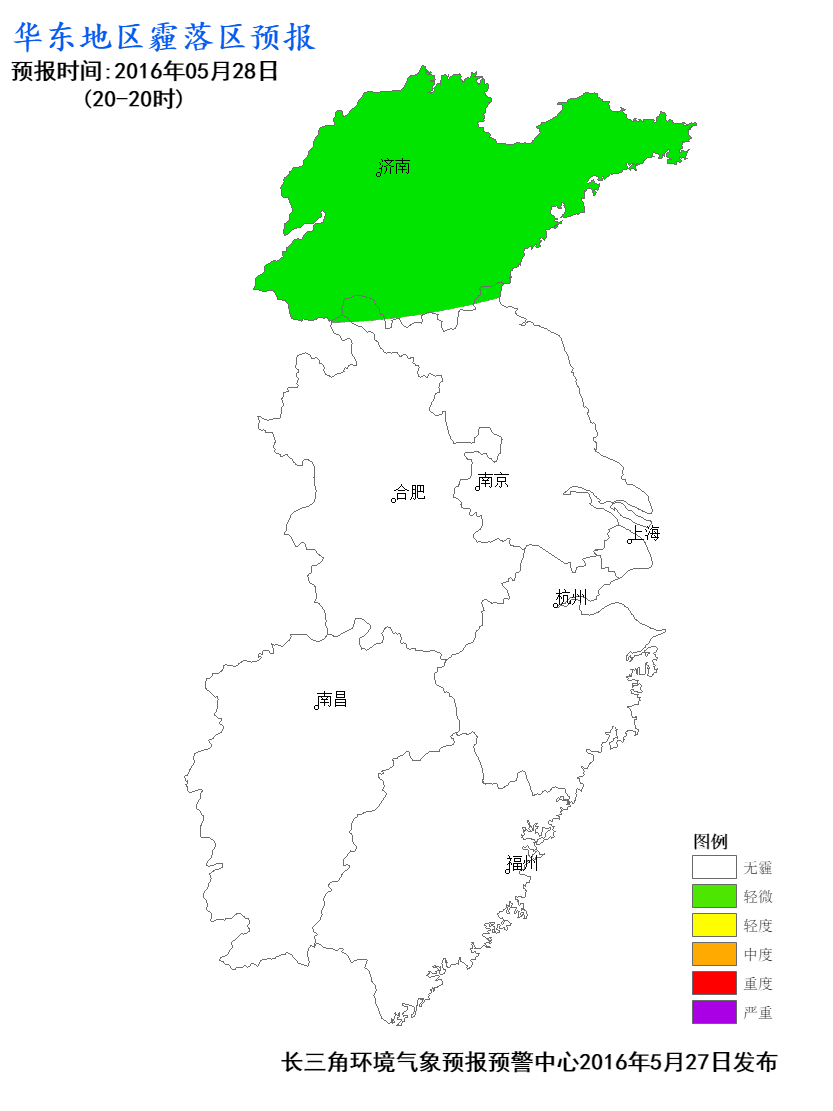 华东地区霾落区预报
预报时间:2016年05月28日
(20-20时)
济南
合肥
南京
上海
杭州
南昌
福州
图例
无霾
轻微
轻度
中度
重度
严重
长三角环境气象预报预警中心2016年5月27日发布